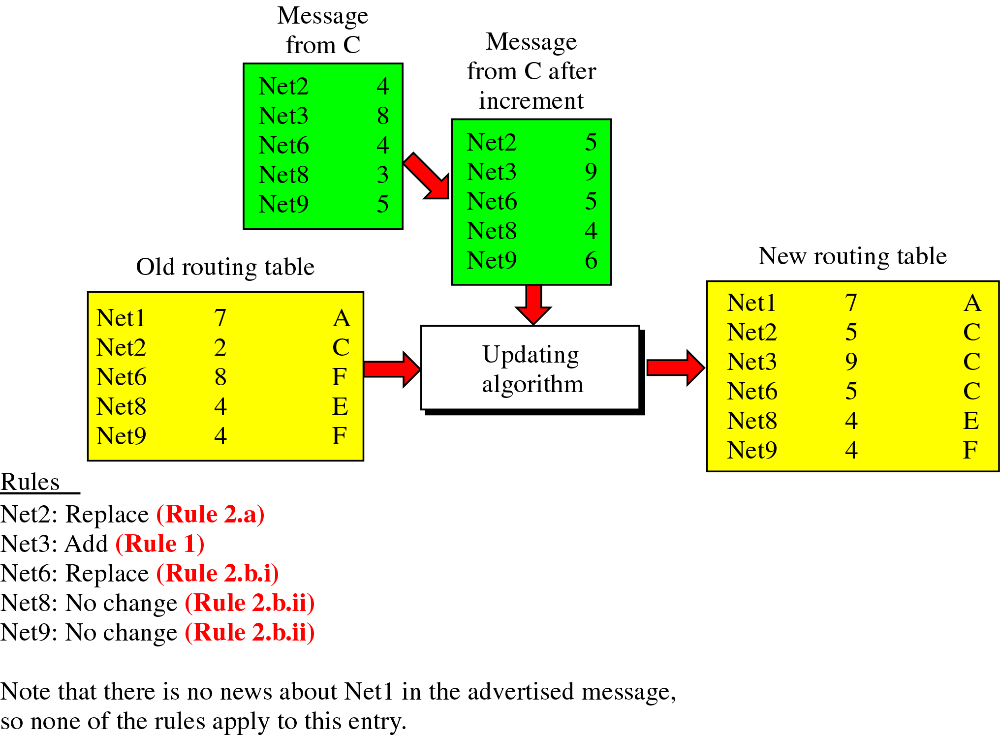 Message
from C
Net2 4
Net3 8
Net6 4
Net8 3
Net9 5
Message
from C after
increment
Net2 5
Net3 9
Net6 5
Net8 4
Net9 6
Old routing table
Net1 7 A
Net2 2 C
Net6 8 F
Net8 4 E
Net9 4 F
Updating
algorithm
New routing table
Net1 7 A
Net2 5 C
Net3 9 C
Net6 5 C
Net8 4 E
Net9 4 F
Rules
Net2: Replace (Rule 2.a)
Net3: Add (Rule 1)
Net6: Replace (Rule 2.b.i)
Net8: No change (Rule 2.b.ii)
Net9: No change (Rule 2.b.ii)
Note that there is no news about Net1 in the advertised message,
so none of the rules apply to this entry.